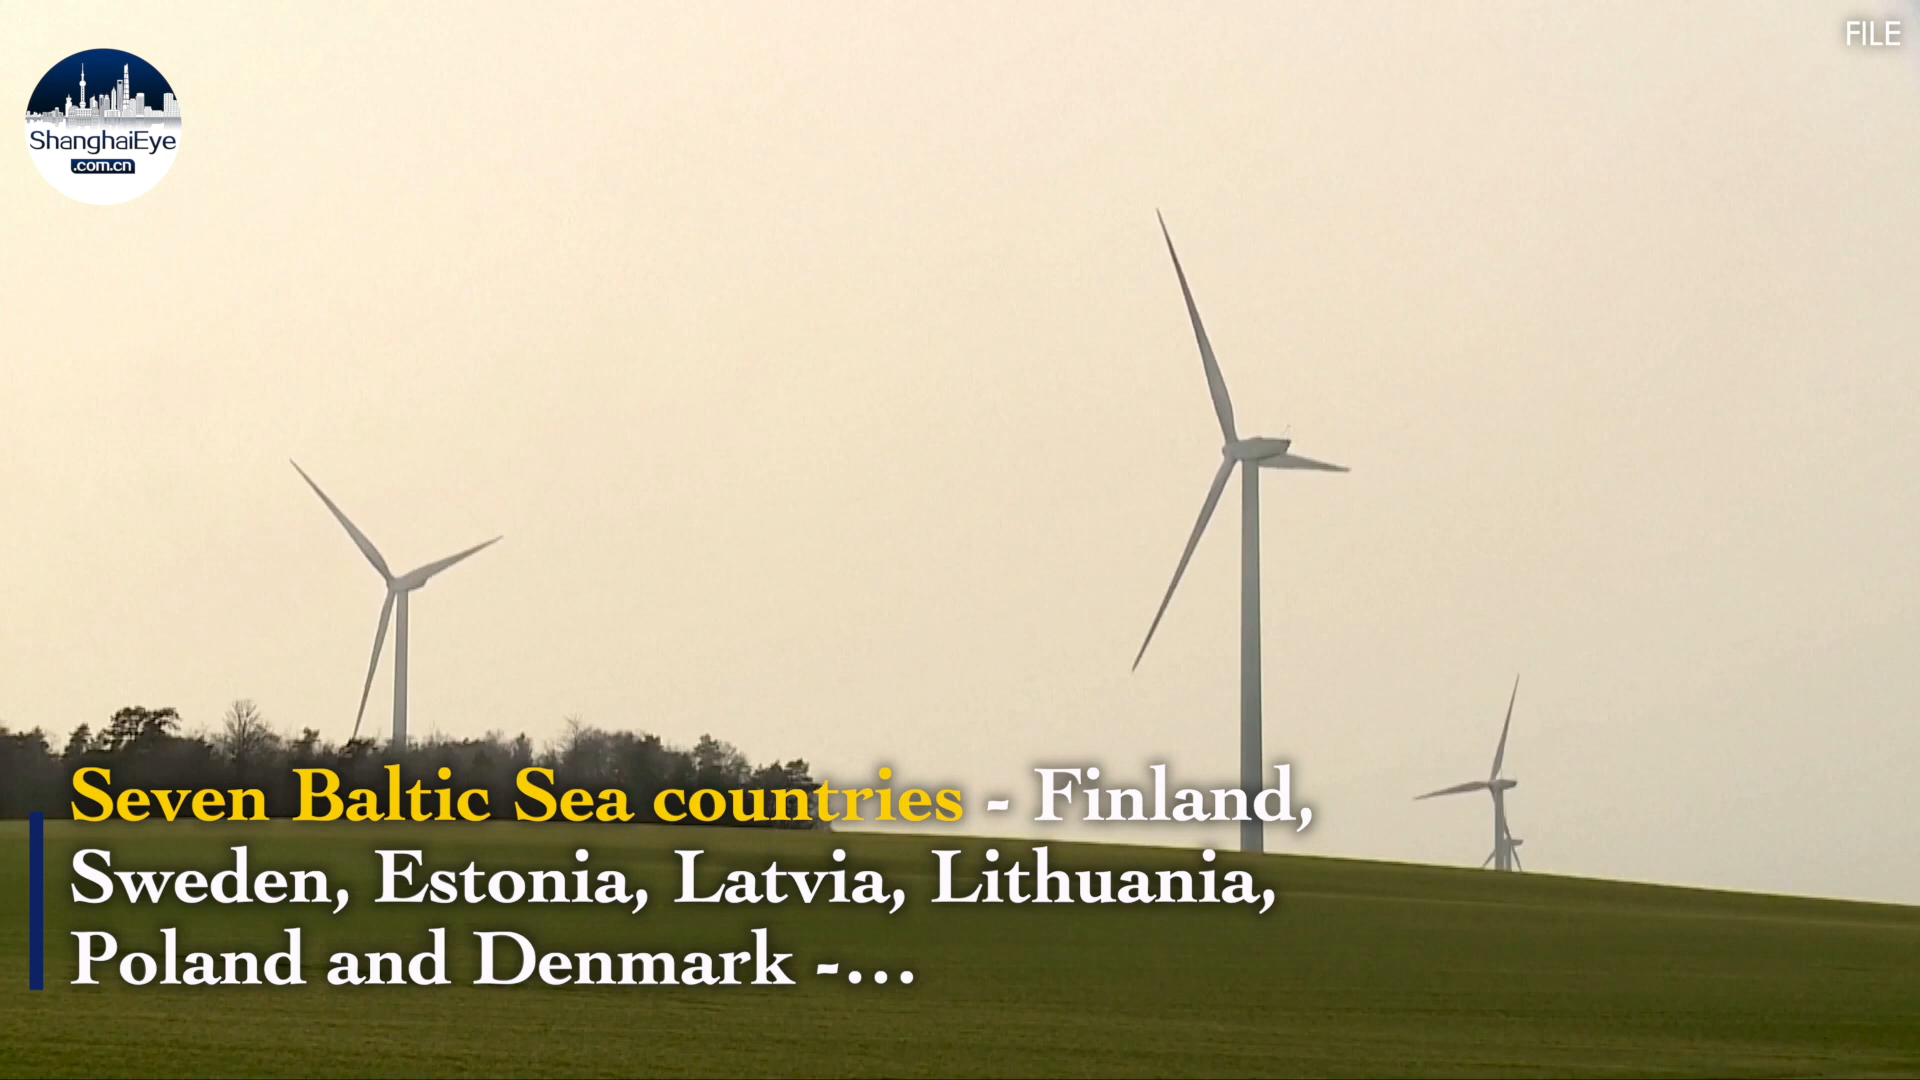 FILE
ShanghaiEye
.com.cn
Seven Baltic Sea countries - Finland,
Sweden, Estonia, Latvia, Lithuania,
Poland and Denmark -...